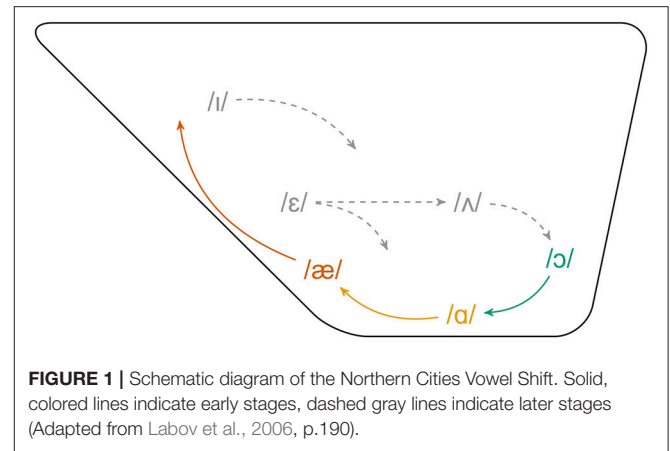 /ɪ/
/ɛ/ /ʌ/
/æ/ /ɔ/
/ɑ/
FIGURE 1 | Schematic diagram of the Northern Cities Vowel Shift. Solid,
colored lines indicate early stages, dashed gray lines indicate later stages
(Adapted from Labov et al., 2006, p.190).